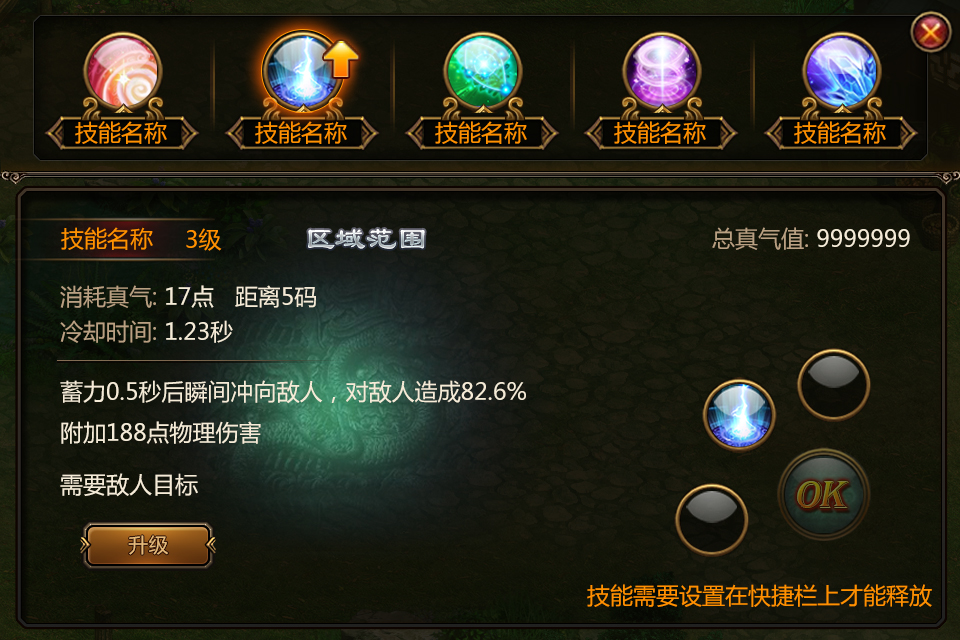 技能名称 技能名称 技能名称 技能名称 技能名称
技能名称 3级 区域范围 总真气值: 9999999
消耗真气: 17点 距离5码
冷却时间: 1.23秒
蓄力0.5秒后瞬间冲向敌人，对敌人造成82.6%
附加188点物理伤害
需要敌人目标
OK
升级
技能需要设置在快捷栏上才能释放